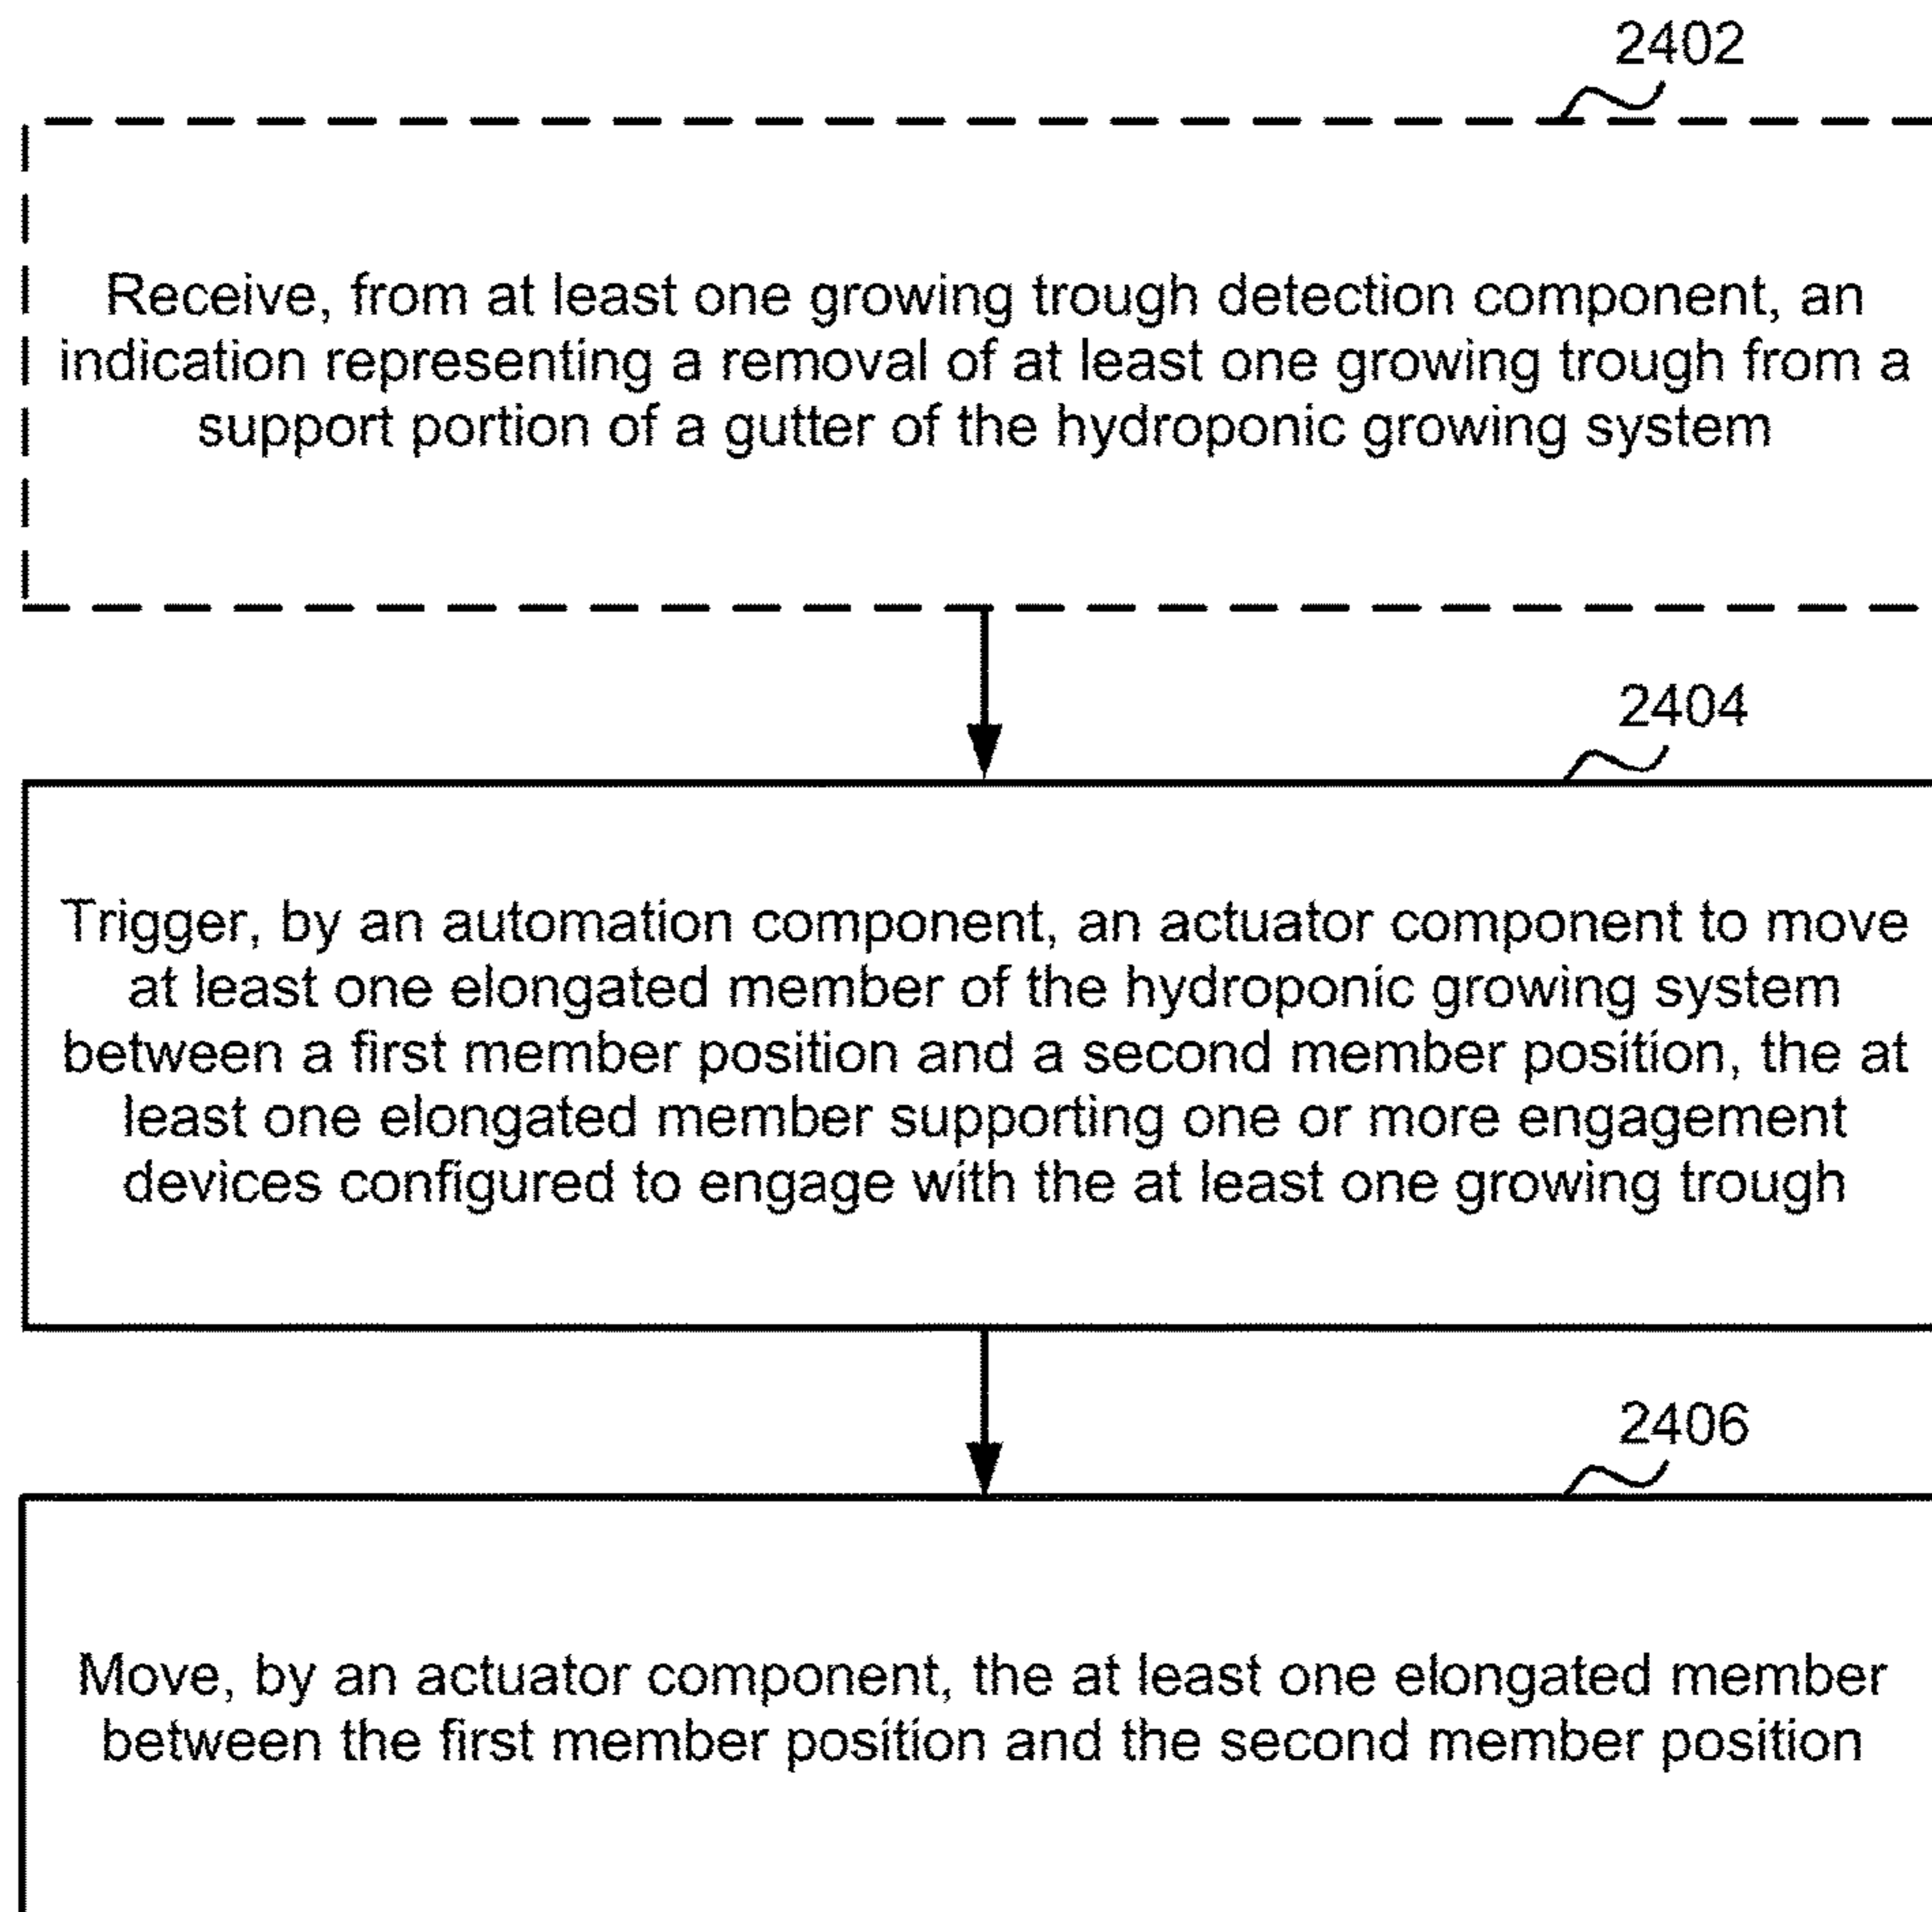 2402
Receive, from at least one growing trough detection component, an
indication representing a removal of at least one growing trough from a
support portion of a gutter of the hydroponic growing system
2404
Trigger, by an automation component, an actuator component to move
at least one elongated member of the hydroponic growing system
between a first member position and a second member position, the at
least one elongated member supporting one or more engagement
devices configured to engage with the at least one growing trough
2406
Move, by an actuator component, the at least one elongated member
between the first member position and the second member position